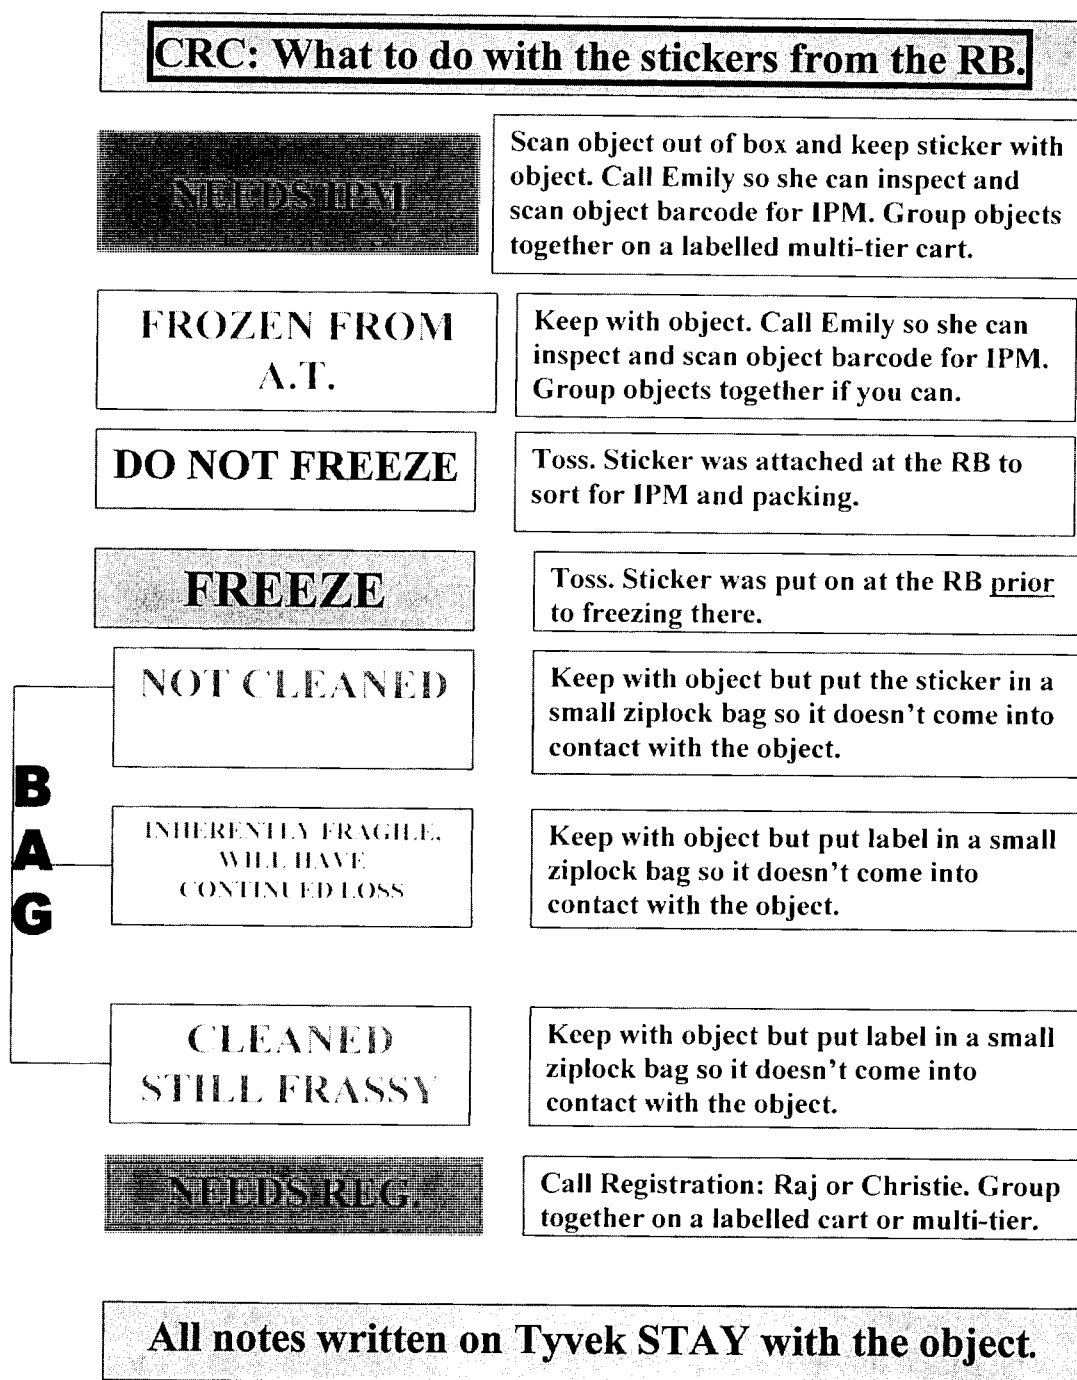 CRC: What to do with the stickers from the RB.
NEEDS IPM
Scan object out of box and keep sticker with
object. Call Emily so she can inspect and
scan object barcode for IPM. Group objects
together on a labelled multi-tier cart.
FROZEN FROM
A.T.
Keep with object. Call Emily so she can
inspect and scan object barcode for IPM.
Group objects together if you can.
DO NOT FREEZE
Toss. Sticker was attached at the RB to
sort for IPM and packing.
FREEZE
Toss. Sticker was put on at the RB prior
to freezing there.
BAG
NOT CLEANED
Keep with object but put the sticker in a
small ziplock bag so it doesn't come into
contact with the object.
INHERENTLY FRAGILE,
WILL HAVE
CONTINUED LOSS
Keep with object but put label in a small
ziplock bag so it doesn't come into
contact with the object.
CLEANED
STILL FRASSY
Keep with object but put label in a small
ziplock bag so it doesn't come into
contact with the object.
NEEDS REG.
Call Registration: Raj or Christie. Group
together on a labelled cart or multi-tier.
All notes written on Tyvek STAY with the object.